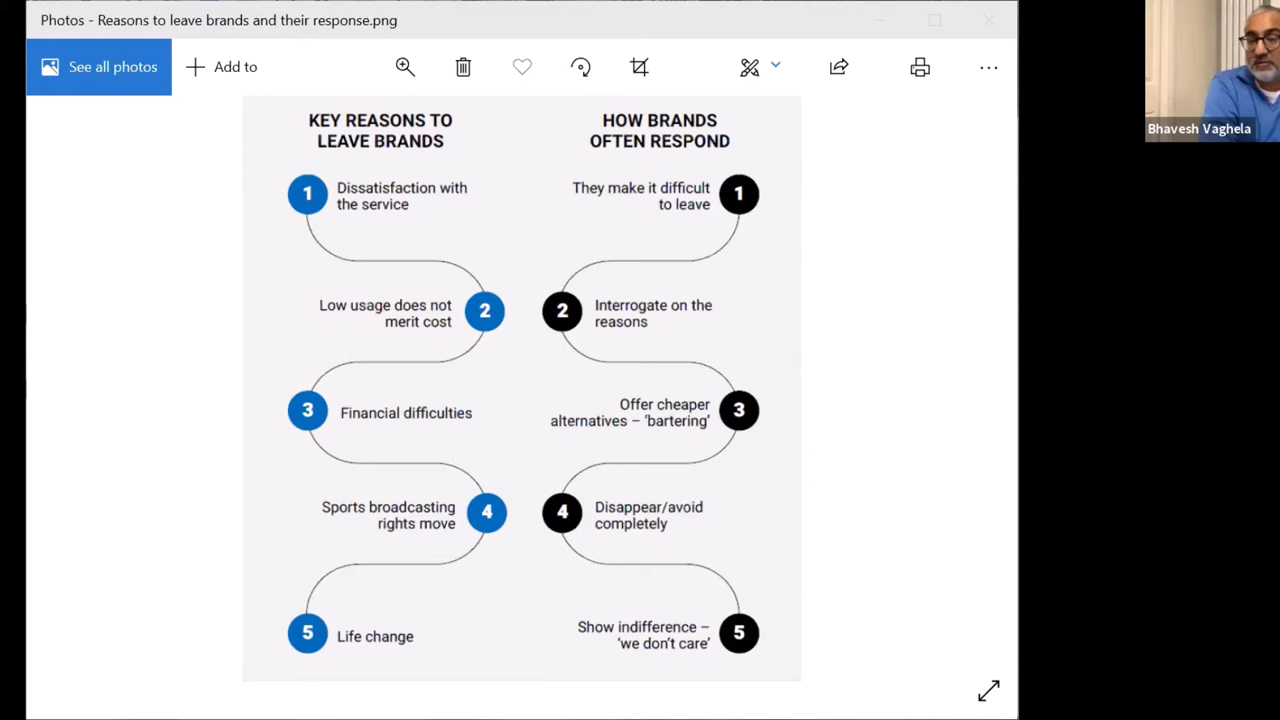 Photos - Reasons to leave brands and their response.png
See all photos
Add to
Bhavesh Vaghela
KEY REASONS TO
LEAVE BRANDS
1
Dissatisfaction with
the service
Low usage does not
merit cost
2
3
Financial difficulties
Sports broadcasting
rights move
4
5
Life change
HOW BRANDS
OFTEN RESPOND
They make it difficult
to leave
1
2
Interrogate on the
reasons
Offer cheaper
alternatives – ‘bartering’
3
4
Disappear/avoid
completely
Show indifference –
‘we don’t care’
5